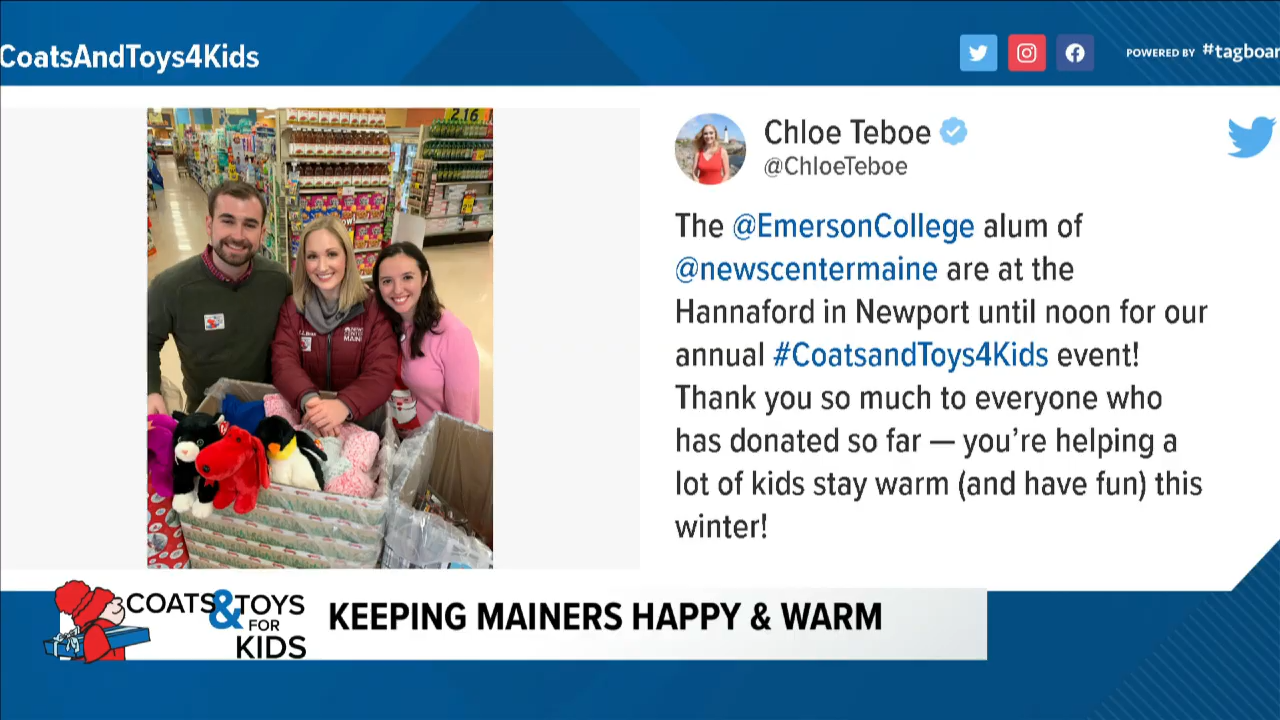 CoatsAndToys4Kids
POWERED BY #tagboar
216
Chloe Teboe
@ChloeTeboe
The @EmersonCollege alum of
@newscentermaine are at the
Hannaford in Newport until noon for our
annual #CoatsandToys4Kids event!
Thank you so much to everyone who
has donated so far — you're helping a
lot of kids stay warm (and have fun) this
winter!
COATS & TOYS
FOR
KIDS
KEEPING MAINERS HAPPY & WARM